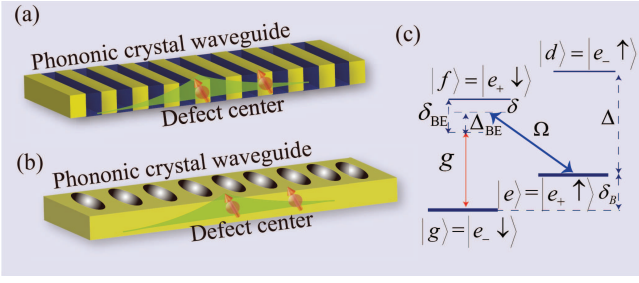 (a)
Phononic crystal waveguide
Defect center
(b)
Phononic crystal waveguide
Defect center
(c)
|d⟩=|e₋ ↑⟩
|f⟩=|e₊ ↓⟩
δ
δ_BE
Δ_BE
Ω
Δ
g
|e⟩=|e₊ ↑⟩
δ_B
|g⟩=|e₋ ↓⟩